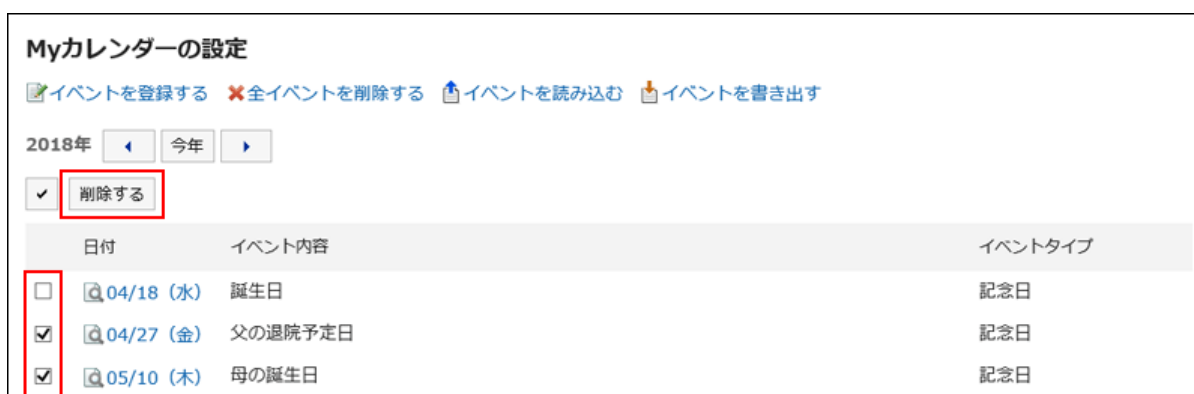 Myカレンダーの設定
イベントを登録する 全イベントを削除する イベントを読み込む イベントを書き出す
2018年 今年
削除する
日付 イベント内容 イベントタイプ
04/18（水） 誕生日 記念日
04/27（金） 父の退院予定日 記念日
05/10（木） 母の誕生日 記念日